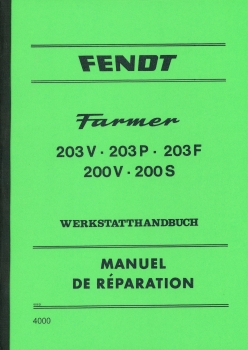 FENDT
Farmer
203 V · 203 P · 203 F
200 V · 200 S
WERKSTATTHANDBUCH
MANUEL
DE RÉPARATION
4000